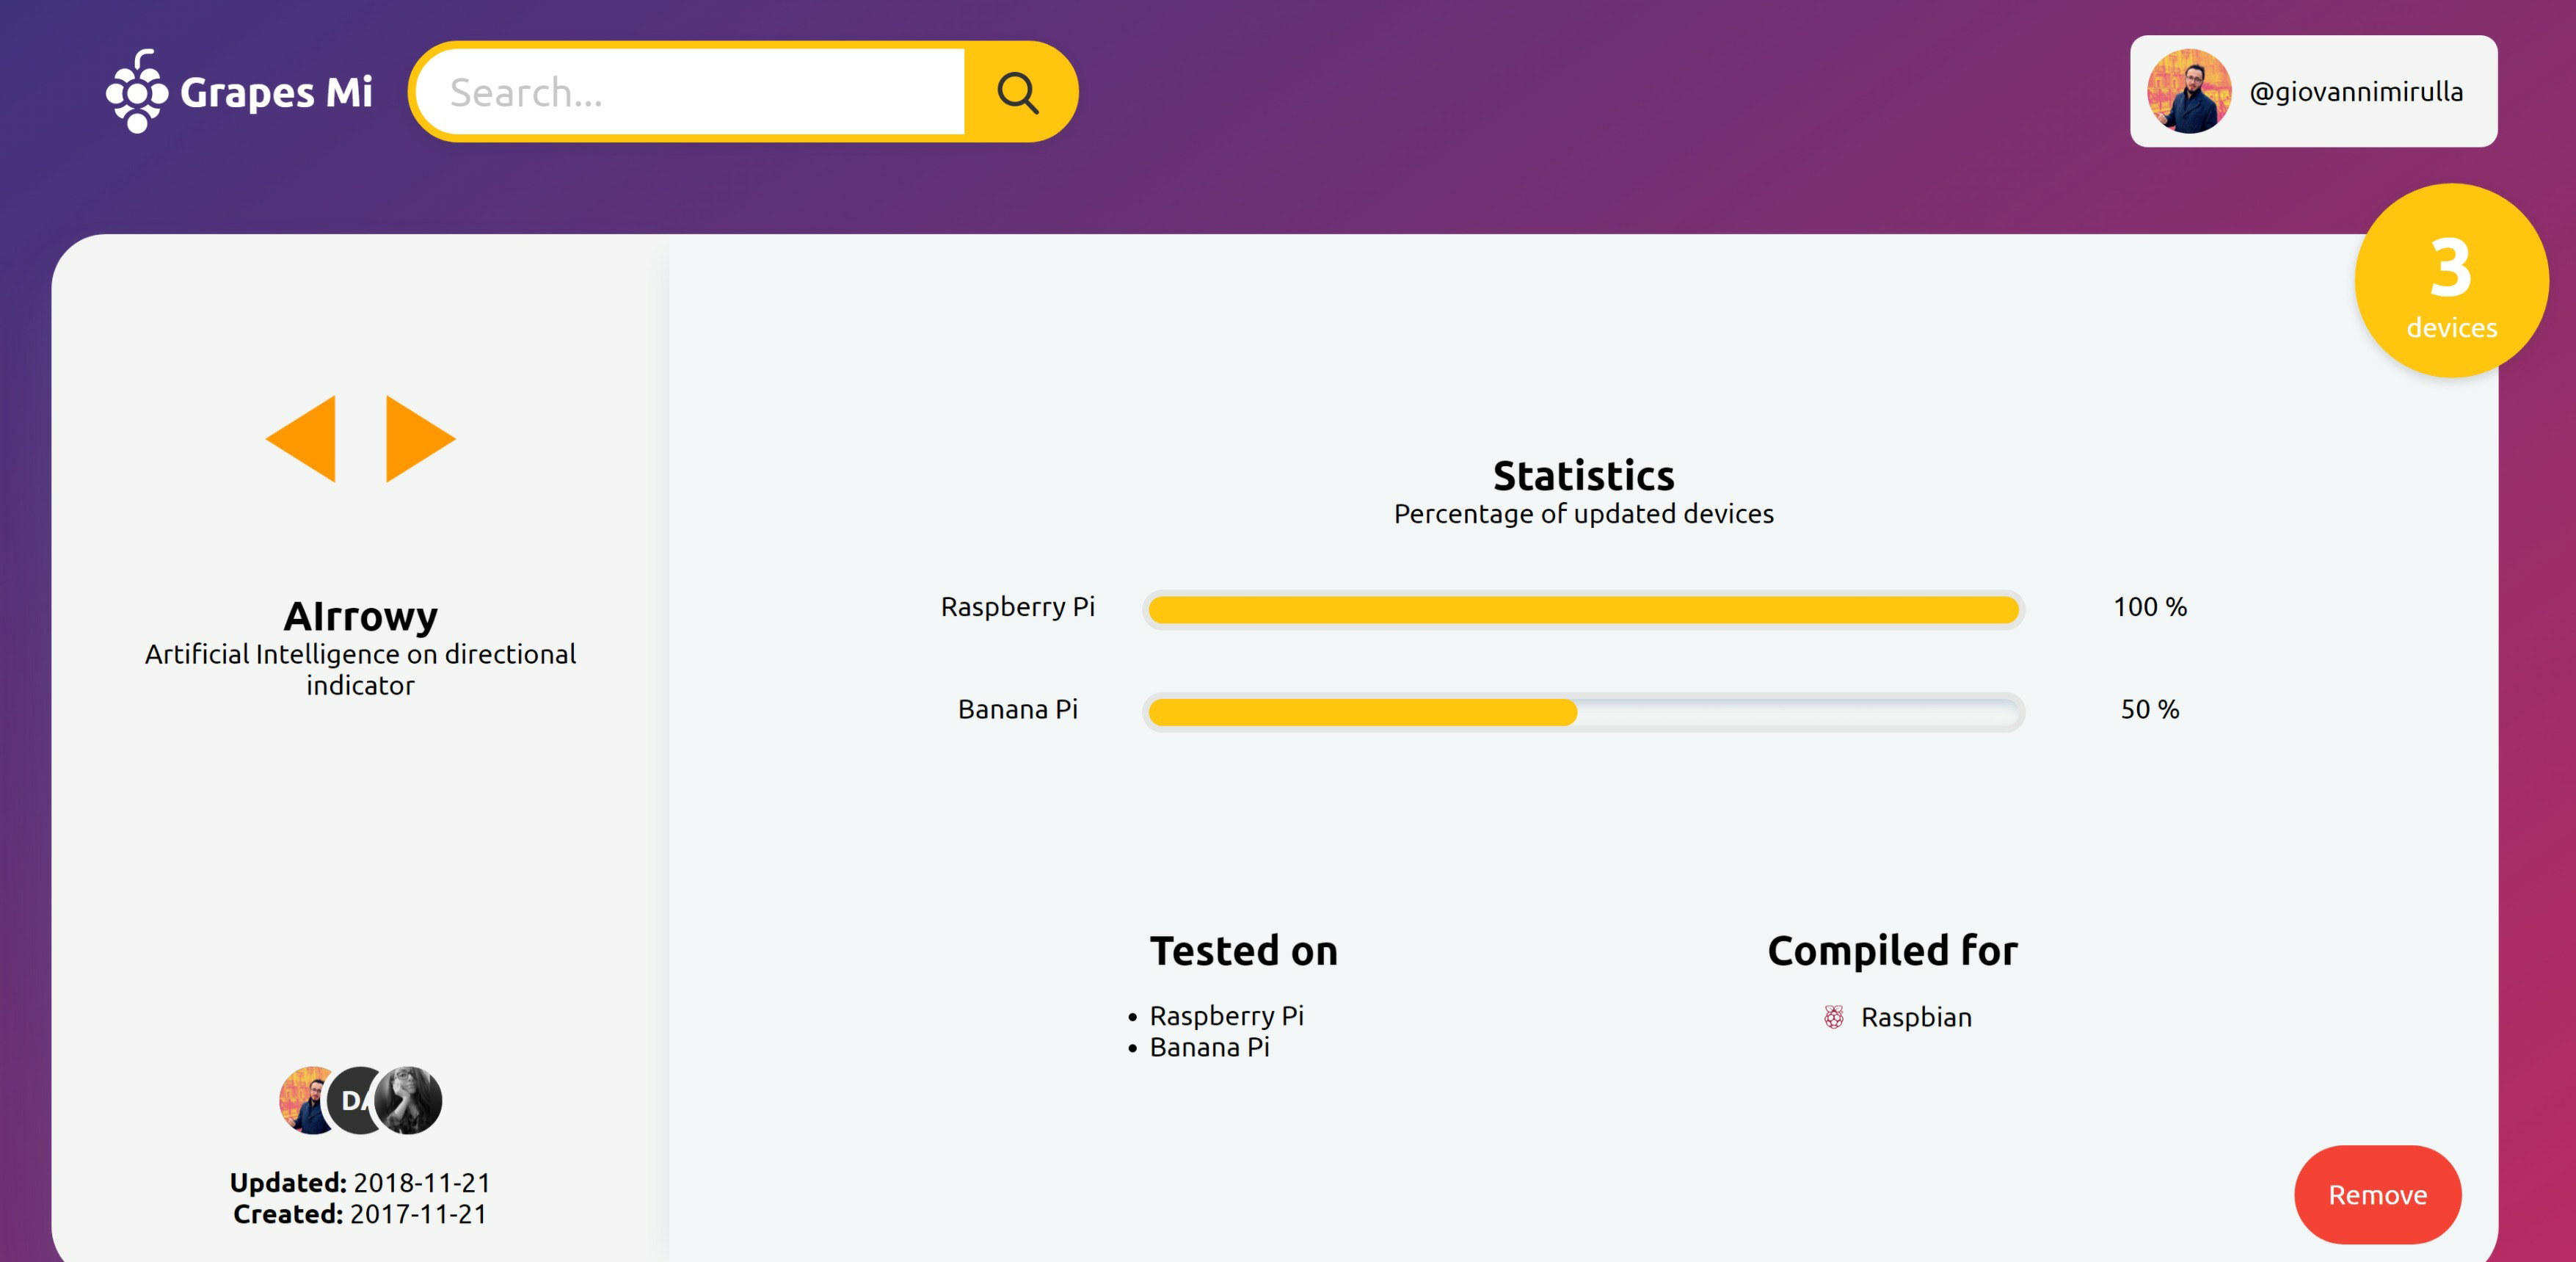 Grapes Mi
Search...
@giovannimirulla
3
devices
AIrrowy
Artificial Intelligence on directional
indicator
Statistics
Percentage of updated devices
Raspberry Pi 100 %
Banana Pi 50 %
Tested on
• Raspberry Pi
• Banana Pi
Compiled for
Raspbian
Updated: 2018-11-21
Created: 2017-11-21
Remove